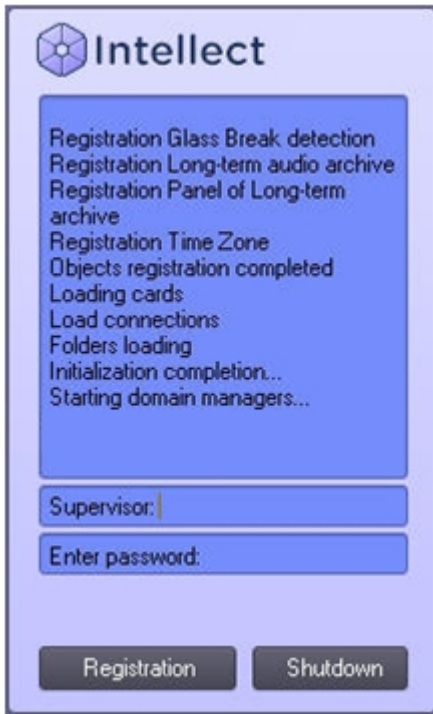 Intellect
Registration Glass Break detection
Registration Long-term audio archive
Registration Panel of Long-term
archive
Registration Time Zone
Objects registration completed
Loading cards
Load connections
Folders loading
Initialization completion...
Starting domain managers...
Supervisor:
Enter password:
Registration Shutdown